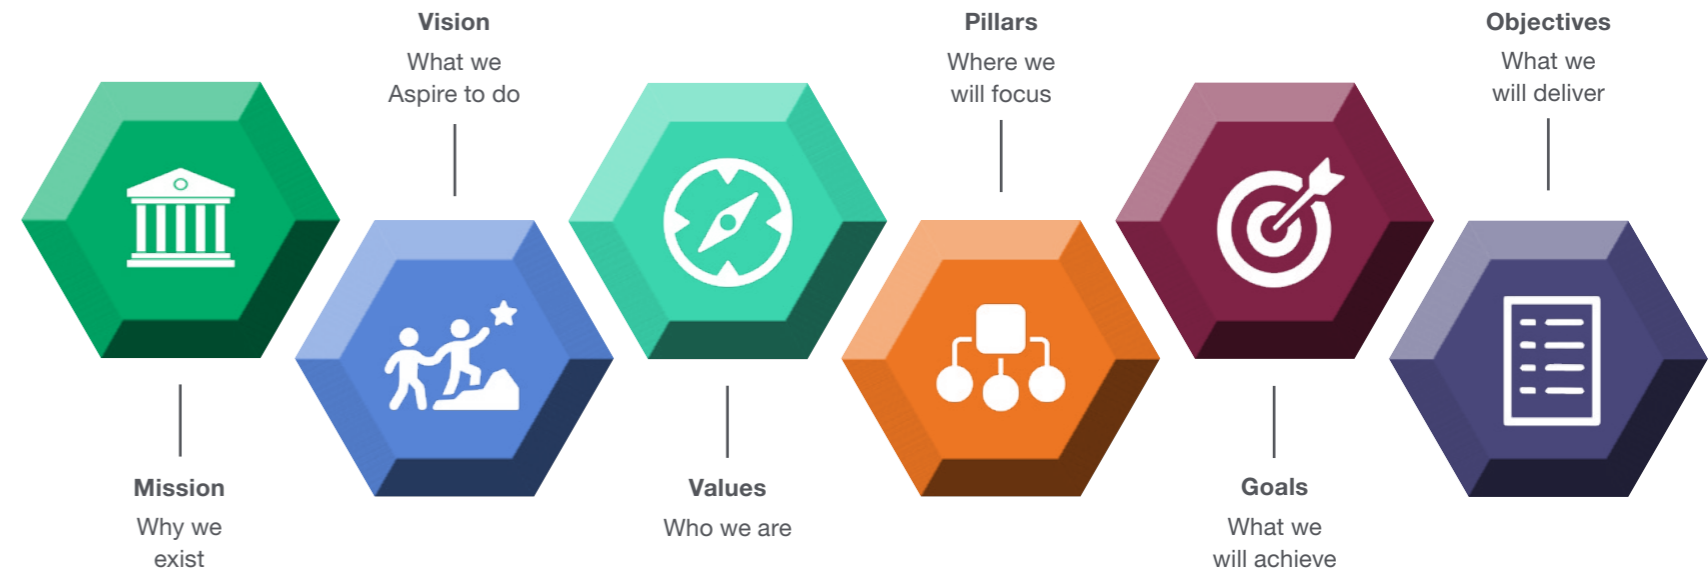 Vision
What we
Aspire to do
Pillars
Where we
will focus
Objectives
What we
will deliver
Mission
Why we
exist
Values
Who we are
Goals
What we
will achieve